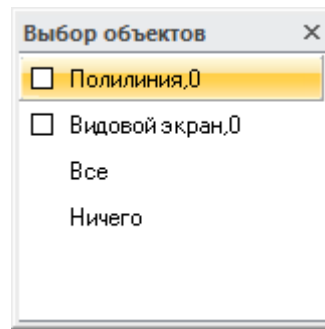 Выбор объектов
Полилиния,0
Видовой экран,0
Все
Ничего